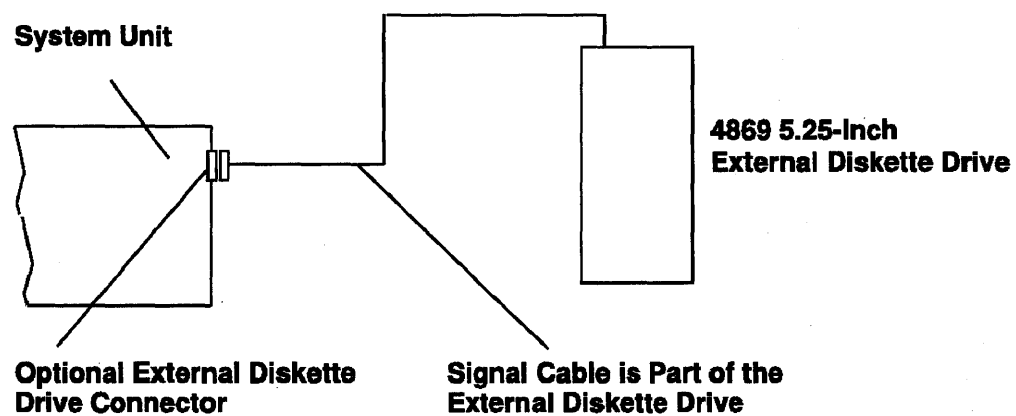 System Unit
4869 5.25-Inch
External Diskette Drive
Optional External Diskette
Drive Connector
Signal Cable is Part of the
External Diskette Drive